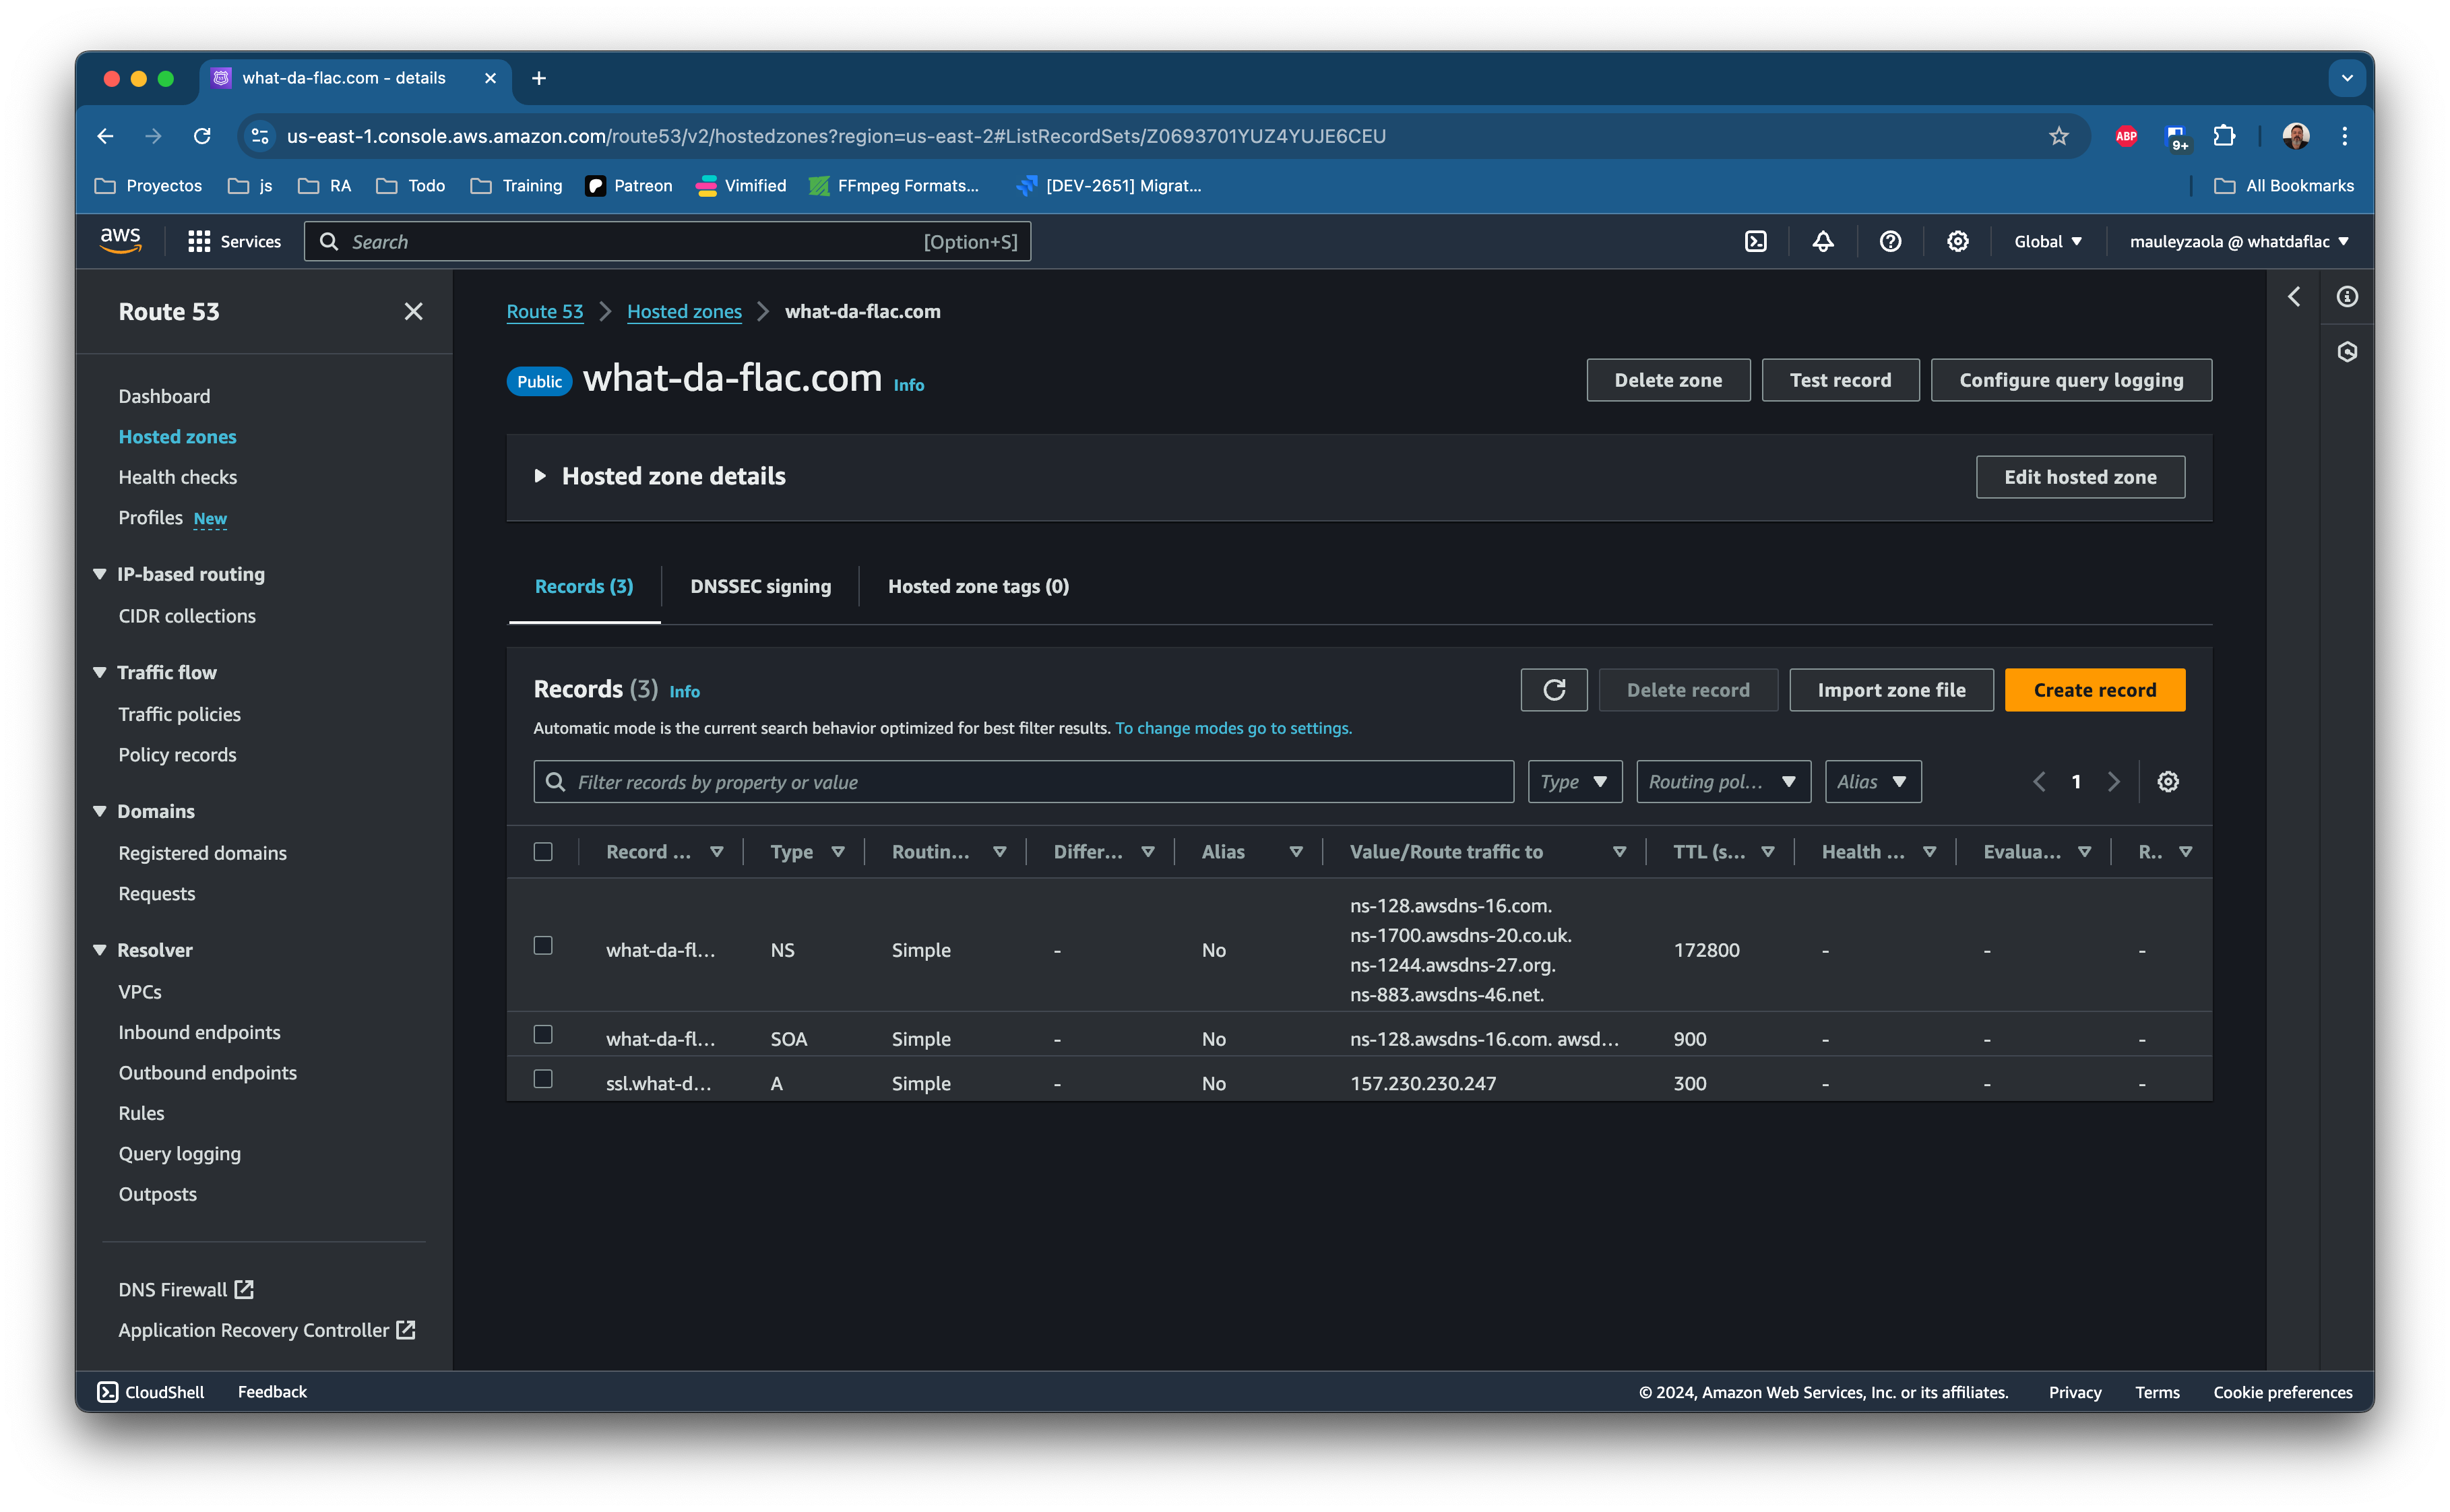 what-da-flac.com - details
us-east-1.console.aws.amazon.com/route53/v2/hostedzones?region=us-east-2#ListRecordSets/Z0693701YUZ4YUJE6CEU
ABP
9+
Proyectos
js
RA
Todo
Training
Patreon
Vimified
FFmpeg Formats...
[DEV-2651] Migrat...
All Bookmarks
aws
Services
Search
[Option+S]
Global
mauleyzaola @ whatdaflac
Route 53
Dashboard
Hosted zones
Health checks
Profiles New
IP-based routing
CIDR collections
Traffic flow
Traffic policies
Policy records
Domains
Registered domains
Requests
Resolver
VPCs
Inbound endpoints
Outbound endpoints
Rules
Query logging
Outposts
DNS Firewall
Application Recovery Controller
Route 53 > Hosted zones > what-da-flac.com
Public what-da-flac.com Info
Delete zone
Test record
Configure query logging
Hosted zone details
Edit hosted zone
Records (3)
DNSSEC signing
Hosted zone tags (0)
Records (3) Info
Delete record
Import zone file
Create record
Automatic mode is the current search behavior optimized for best filter results. To change modes go to settings.
Filter records by property or value
Type
Routing pol...
Alias
1
Record ... Type Routin... Differ... Alias Value/Route traffic to TTL (s... Health ... Evalua... R..
what-da-fl... NS Simple - No
ns-128.awsdns-16.com.
ns-1700.awsdns-20.co.uk.
ns-1244.awsdns-27.org.
ns-883.awsdns-46.net.
172800 - - -
what-da-fl... SOA Simple - No ns-128.awsdns-16.com. awsd... 900 - - -
ssl.what-d... A Simple - No 157.230.230.247 300 - - -
CloudShell
Feedback
© 2024, Amazon Web Services, Inc. or its affiliates.
Privacy
Terms
Cookie preferences